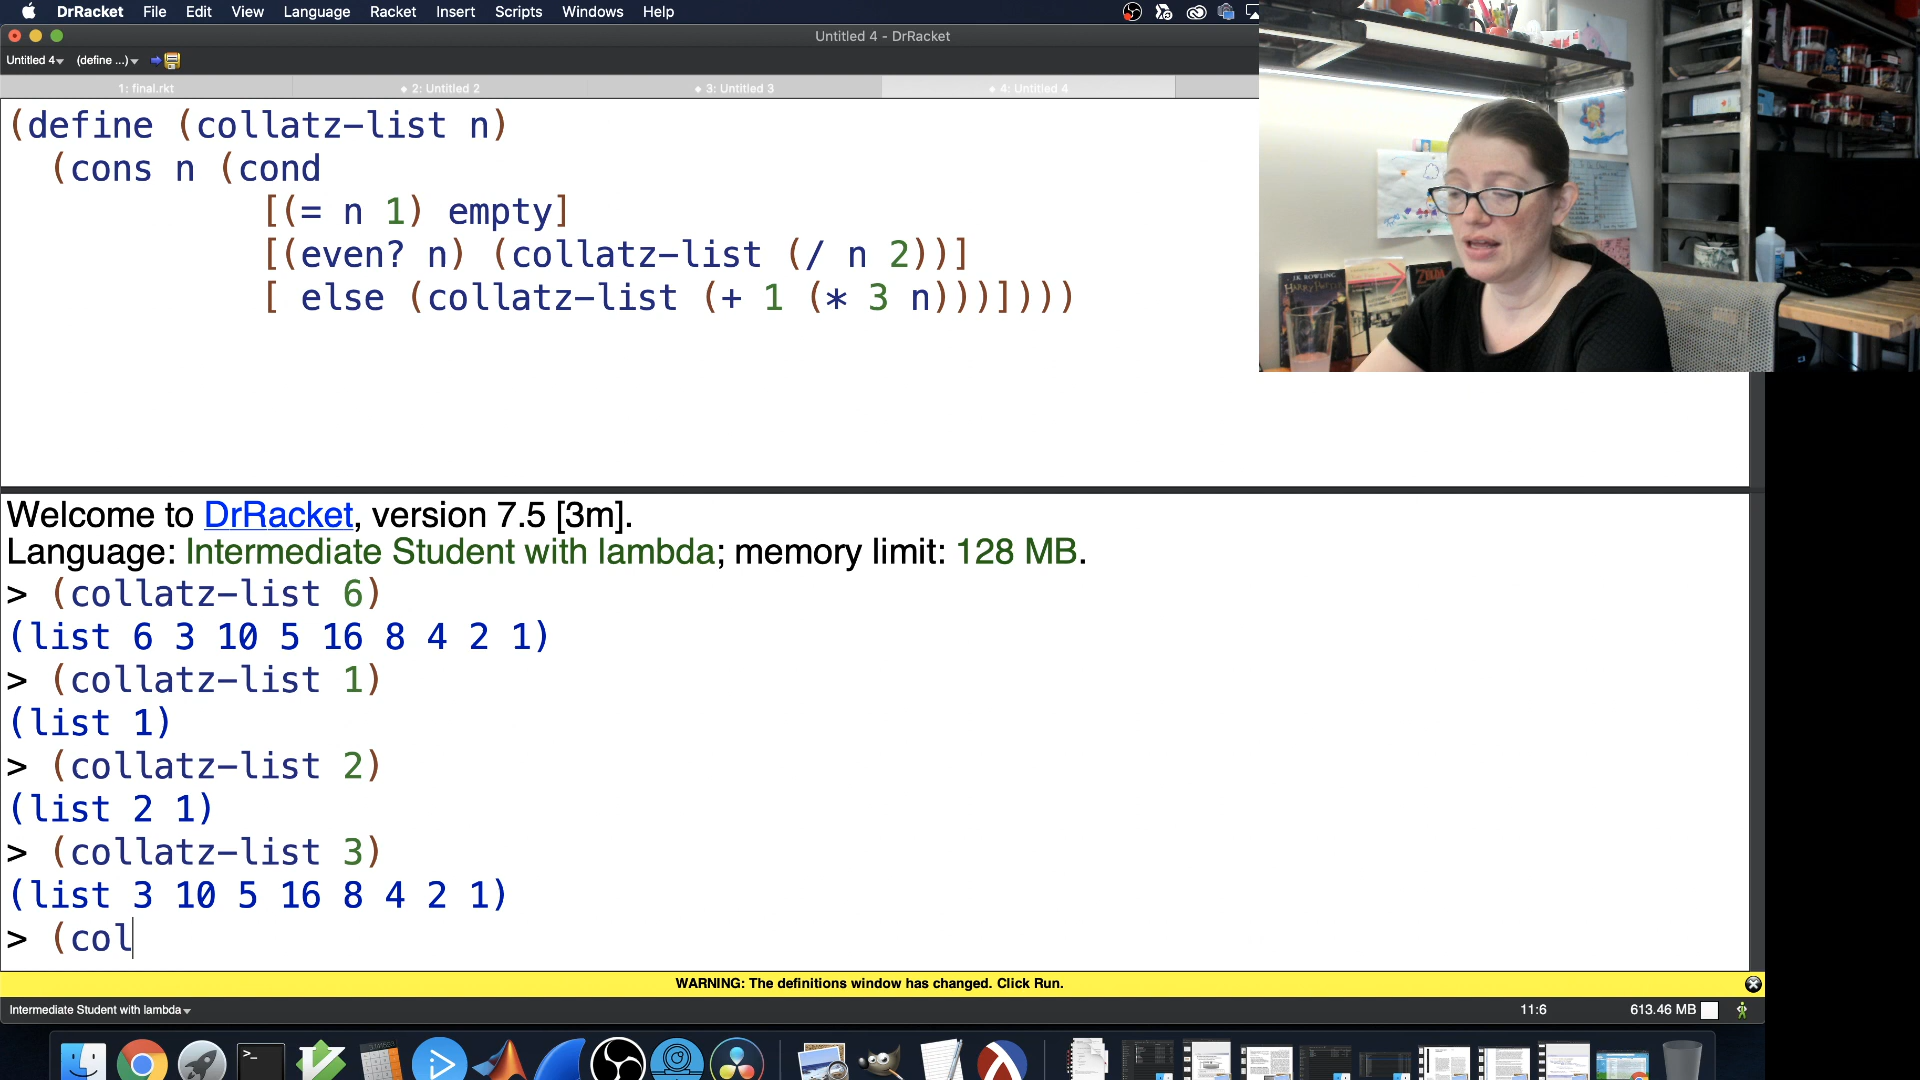 DrRacket File Edit View Language Racket Insert Scripts Windows Help
Untitled 4 - DrRacket
Untitled 4 (define ...)
1: final.rkt 2: Untitled 2 3: Untitled 3 4: Untitled 4
(define (collatz-list n)
(cons n (cond
[(= n 1) empty]
[(even? n) (collatz-list (/ n 2))]
[ else (collatz-list (+ 1 (* 3 n)))])))
J.K. ROWLING
HARRY POTTER
ZELDA
Welcome to DrRacket, version 7.5 [3m].
Language: Intermediate Student with lambda; memory limit: 128 MB.
> (collatz-list 6)
(list 6 3 10 5 16 8 4 2 1)
> (collatz-list 1)
(list 1)
> (collatz-list 2)
(list 2 1)
> (collatz-list 3)
(list 3 10 5 16 8 4 2 1)
> (col
WARNING: The definitions window has changed. Click Run.
Intermediate Student with lambda 11:6 613.46 MB